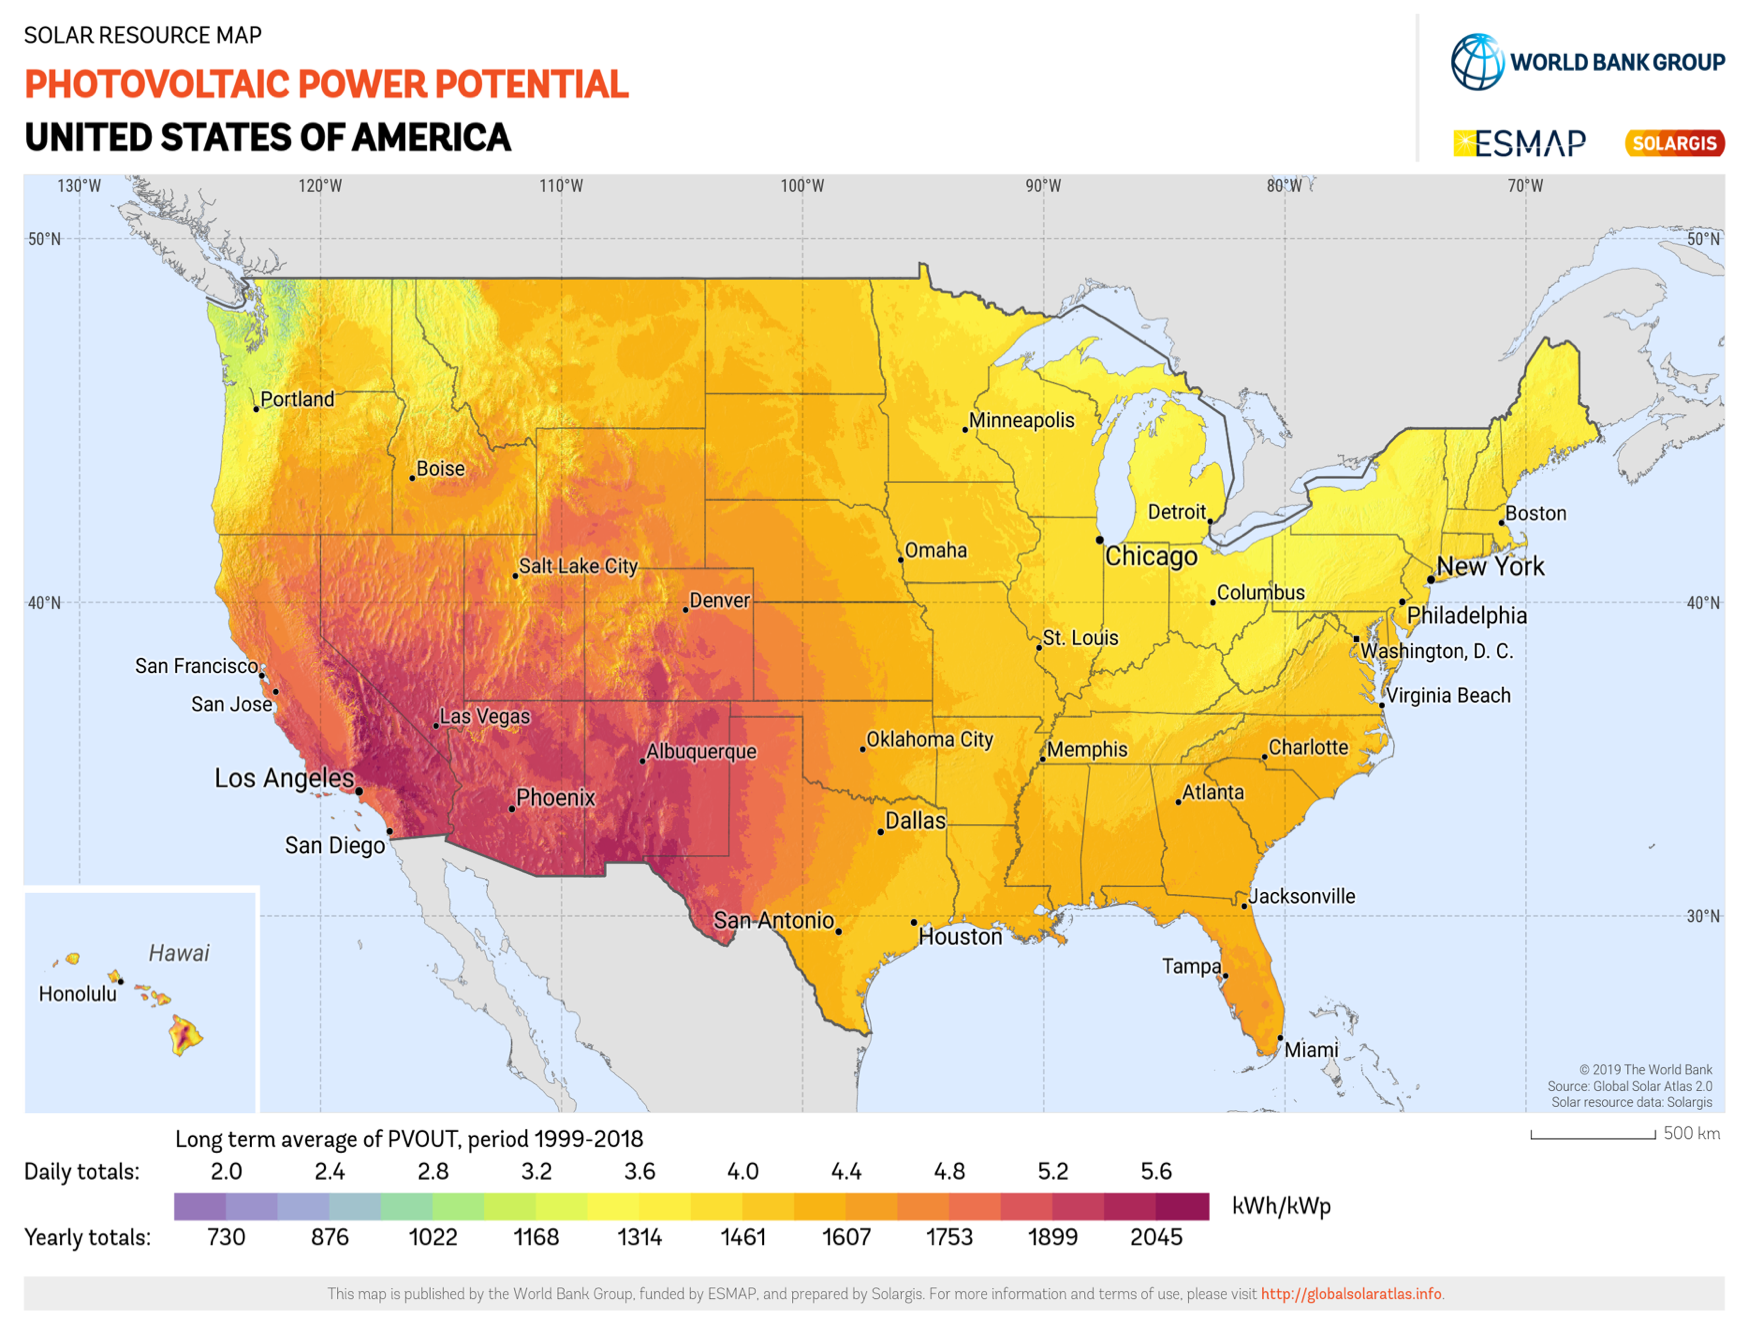 SOLAR RESOURCE MAP
PHOTOVOLTAIC POWER POTENTIAL
UNITED STATES OF AMERICA
WORLD BANK GROUP
ESMAP
SOLARGIS
130°W 120°W 110°W 100°W 90°W 80°W 70°W
50°N 50°N
Portland
Minneapolis
Boise
Detroit
Boston
Omaha
Chicago
Salt Lake City
New York
Denver
Columbus
40°N 40°N
Philadelphia
St. Louis
Washington, D. C.
San Francisco
Virginia Beach
San Jose
Las Vegas
Oklahoma City
Albuquerque
Memphis
Charlotte
Los Angeles
Phoenix
Atlanta
Dallas
San Diego
Jacksonville
San Antonio
30°N
Houston
Hawai
Tampa
Honolulu
Miami
© 2019 The World Bank
Source: Global Solar Atlas 2.0
Solar resource data: Solargis
Long term average of PVOUT, period 1999-2018
500 km
Daily totals: 2.0 2.4 2.8 3.2 3.6 4.0 4.4 4.8 5.2 5.6
kWh/kWp
Yearly totals: 730 876 1022 1168 1314 1461 1607 1753 1899 2045
This map is published by the World Bank Group, funded by ESMAP, and prepared by Solargis. For more information and terms of use, please visit http://globalsolaratlas.info.